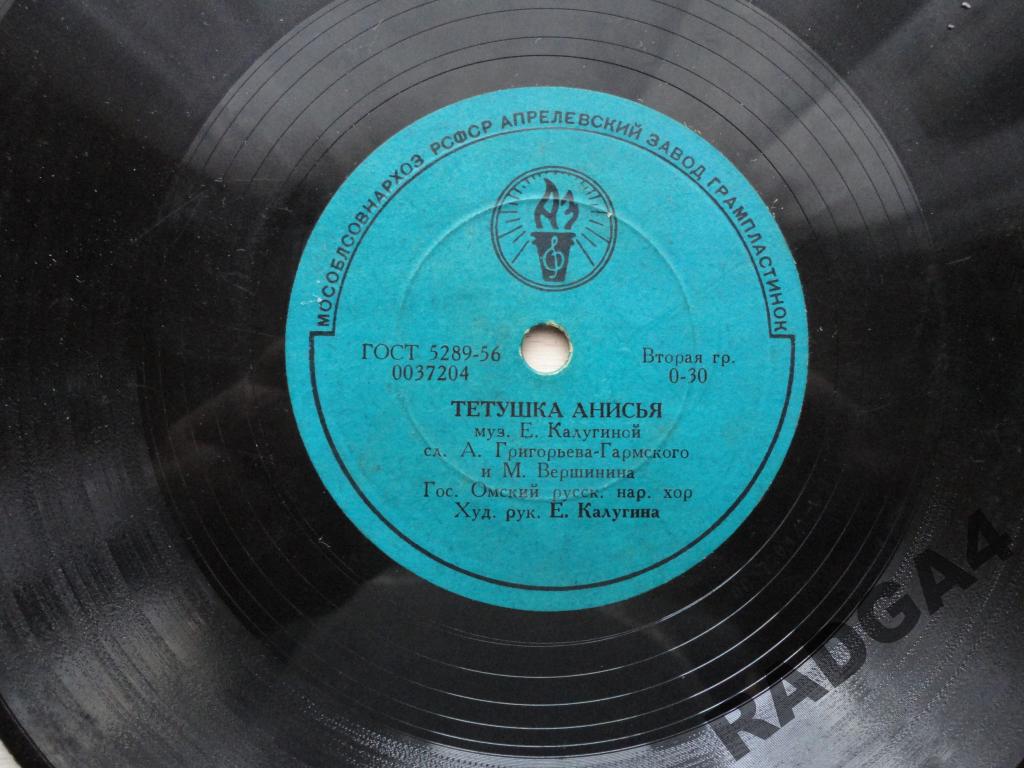 МОСОБЛСОВНАРХОЗ РСФСР АПРЕЛЕВСКИЙ ЗАВОД ГРАМПЛАСТИНОК
АЗ
ГОСТ 5289-56
0037204
Вторая гр.
0-30
ТЕТУШКА АНИСЬЯ
муз. Е. Калугиной
сл. А. Григорьева-Гармского
и М. Вершинина
Гос. Омский русск. нар. хор
Худ. рук. Е. Калугина
RADGA4